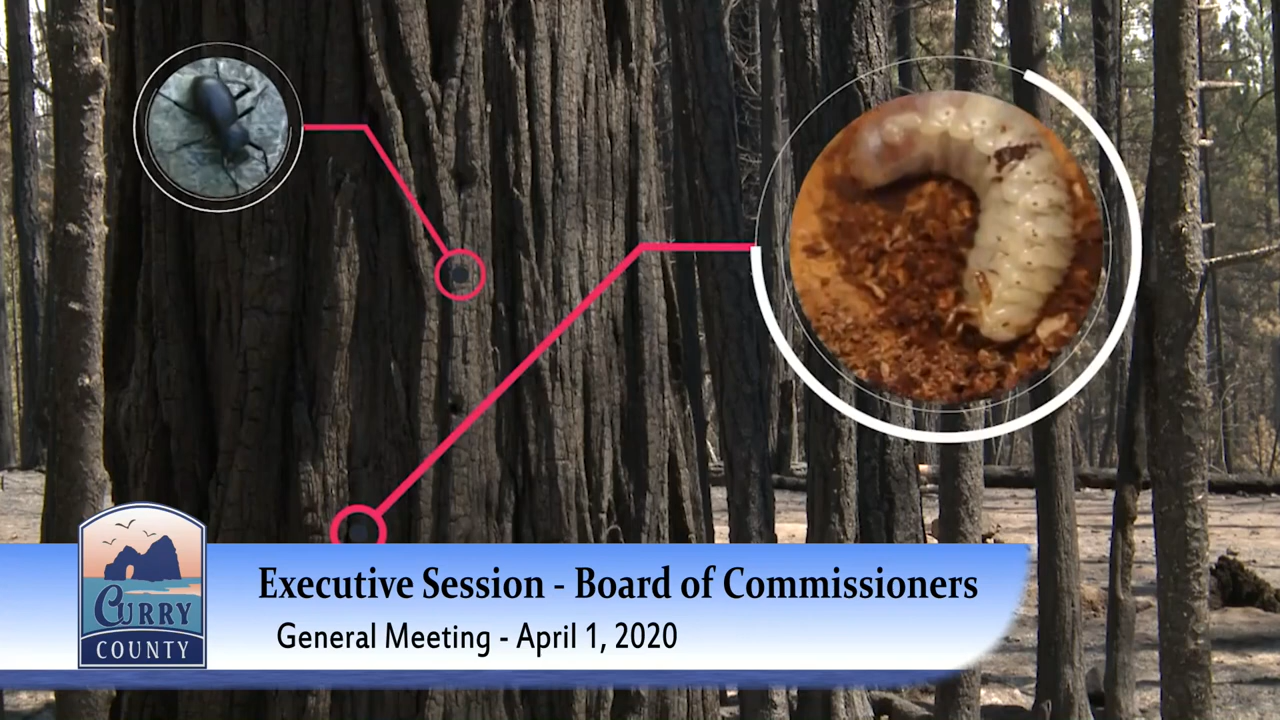 Executive Session - Board of Commissioners
General Meeting - April 1, 2020
CURRY
COUNTY